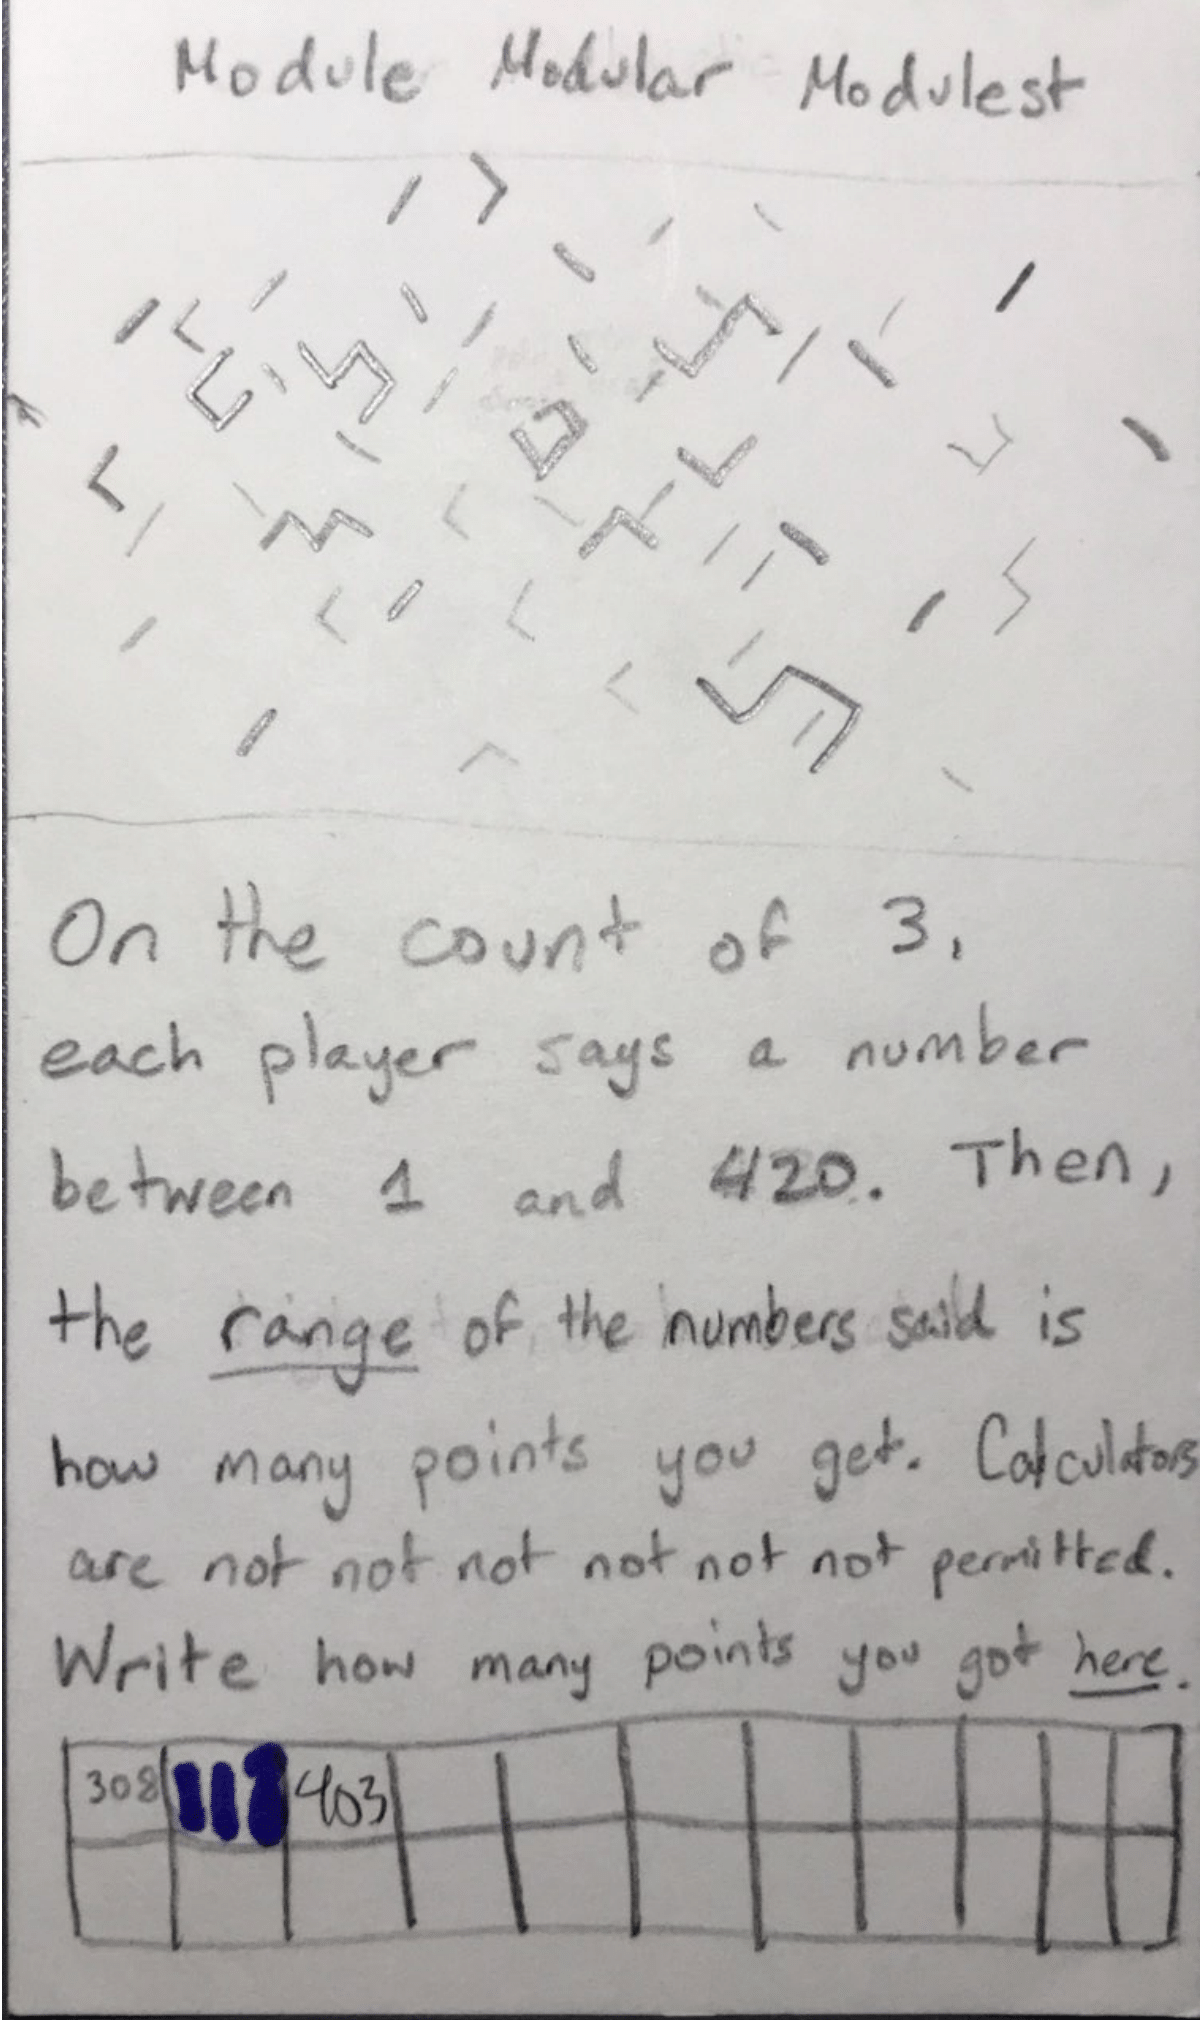 Module Modular Modulest
On the count of 3,
each player says a number
between 1 and 420. Then,
the range of the numbers said is
how many points you get. Calculators
are not not not not not not permitted.
Write how many points you got here.
308 403